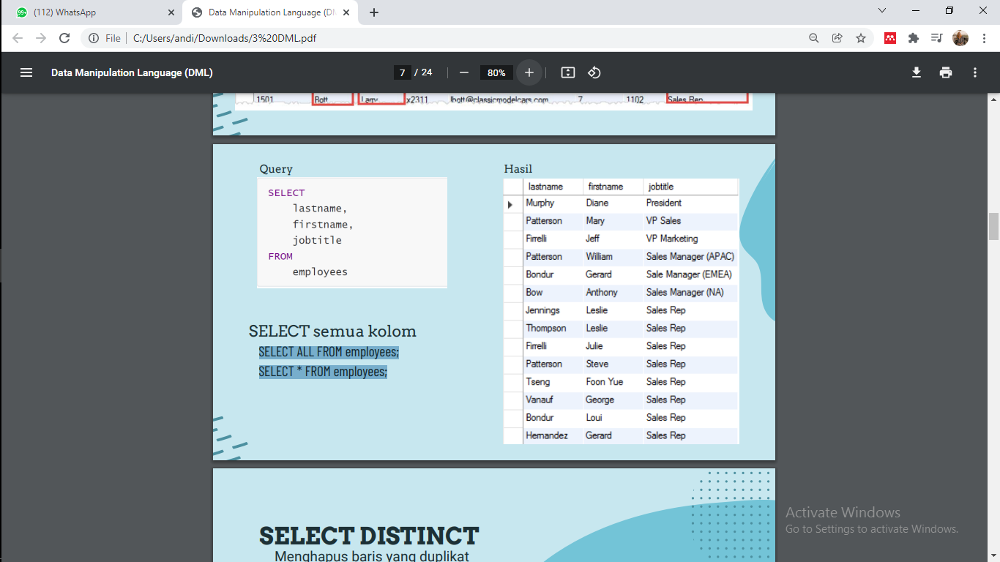 99+ (112) WhatsApp
Data Manipulation Language (DM
File C:/Users/andi/Downloads/3%20DML.pdf
Data Manipulation Language (DML)
7 / 24
80%
1501 Bott Larry x2311 lbott@classicmodelcars.com 7 1102 Sales Rep
Query
SELECT
lastname,
firstname,
jobtitle
FROM
employees
SELECT semua kolom
SELECT ALL FROM employees;
SELECT * FROM employees;
Hasil
lastname firstname jobtitle
Murphy Diane President
Patterson Mary VP Sales
Firrelli Jeff VP Marketing
Patterson William Sales Manager (APAC)
Bondur Gerard Sale Manager (EMEA)
Bow Anthony Sales Manager (NA)
Jennings Leslie Sales Rep
Thompson Leslie Sales Rep
Firrelli Julie Sales Rep
Patterson Steve Sales Rep
Tseng Foon Yue Sales Rep
Vanauf George Sales Rep
Bondur Loui Sales Rep
Hernandez Gerard Sales Rep
SELECT DISTINCT
Menghapus baris yang duplikat
Activate Windows
Go to Settings to activate Windows.